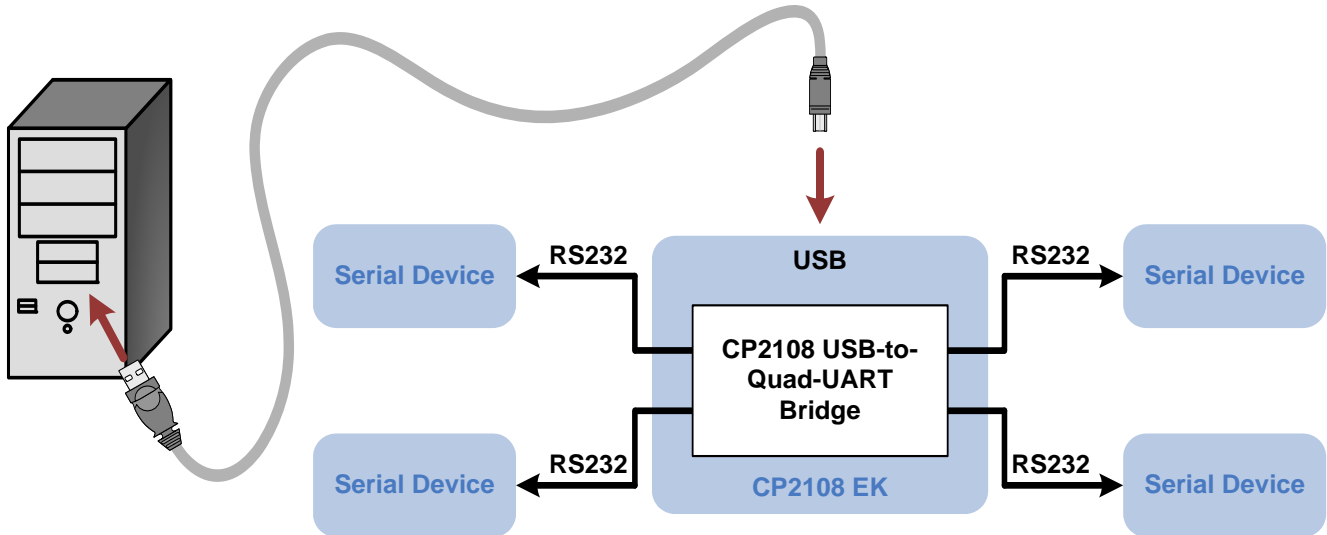 RS232
USB
RS232
Serial Device
Serial Device
CP2108 USB-to-
Quad-UART
Bridge
RS232
RS232
Serial Device
CP2108 EK
Serial Device